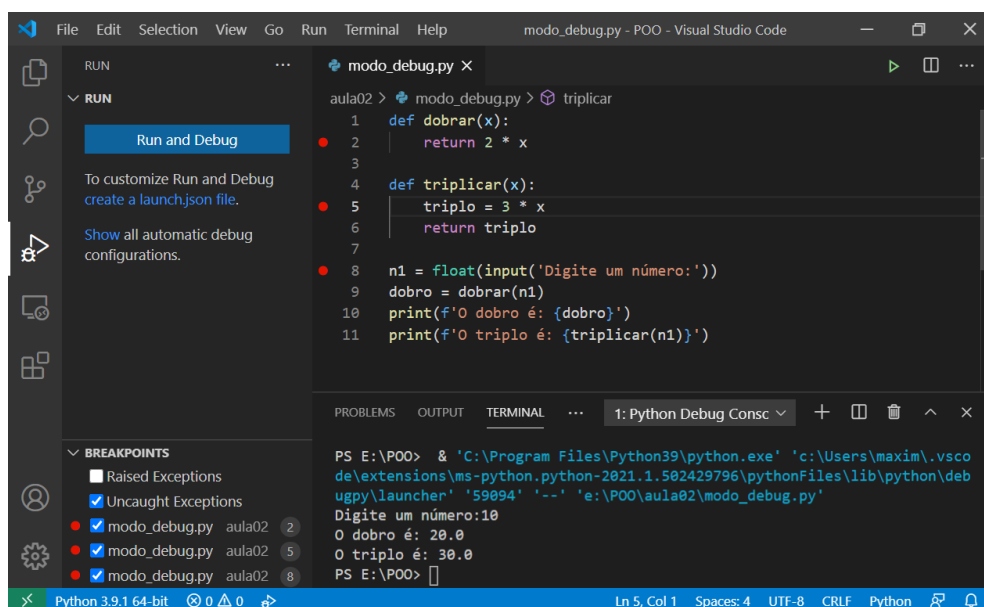 File Edit Selection View Go Run Terminal Help modo_debug.py - POO - Visual Studio Code
RUN ...
RUN
Run and Debug
To customize Run and Debug
create a launch.json file.
Show all automatic debug
configurations.
modo_debug.py
aula02 > modo_debug.py > triplicar
1 def dobrar(x):
2     return 2 * x
3
4 def triplicar(x):
5     triplo = 3 * x
6     return triplo
7
8 n1 = float(input('Digite um número:'))
9 dobro = dobrar(n1)
10 print(f'O dobro é: {dobro}')
11 print(f'O triplo é: {triplicar(n1)}')
PROBLEMS OUTPUT TERMINAL ... 1: Python Debug Consc
PS E:\POO> & 'C:\Program Files\Python39\python.exe' 'c:\Users\maxim\.vsco
de\extensions\ms-python.python-2021.1.502429796\pythonFiles\lib\python\deb
ugpy\launcher' '59094' '--' 'e:\POO\aula02\modo_debug.py'
Digite um número:10
O dobro é: 20.0
O triplo é: 30.0
PS E:\POO>
BREAKPOINTS
Raised Exceptions
Uncaught Exceptions
modo_debug.py aula02 2
modo_debug.py aula02 5
modo_debug.py aula02 8
Python 3.9.1 64-bit 0 0 Ln 5, Col 1 Spaces: 4 UTF-8 CRLF Python